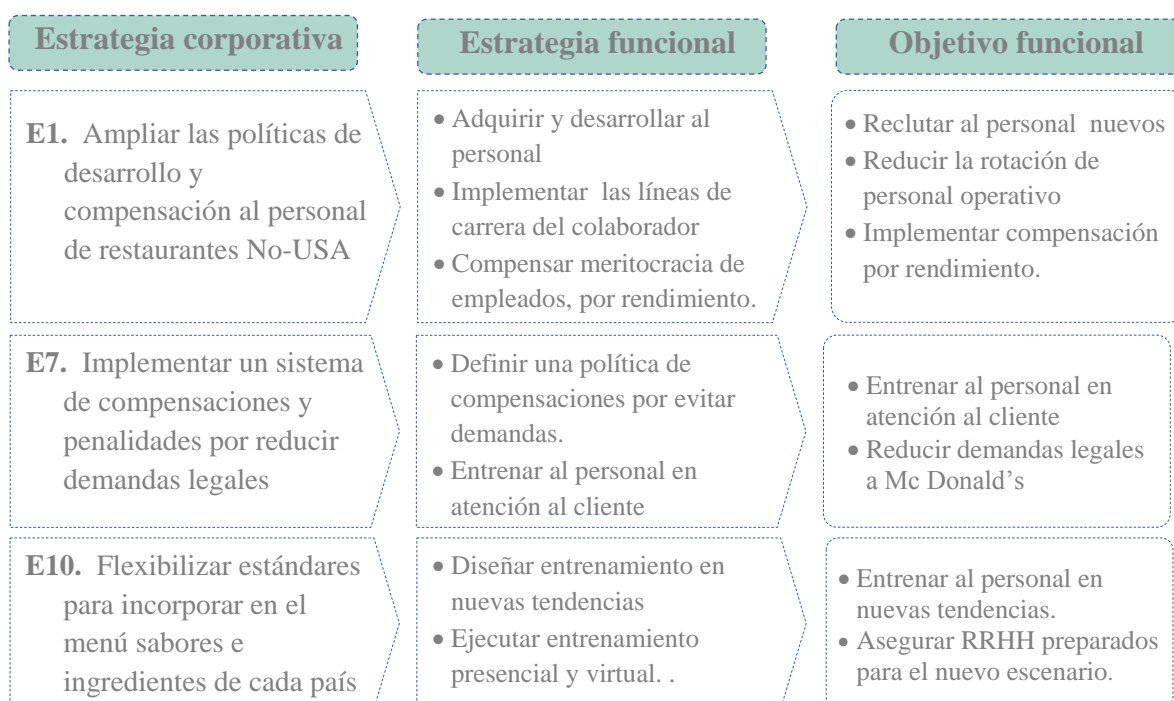 Estrategia corporativa
Estrategia funcional
Objetivo funcional
E1. Ampliar las políticas de
desarrollo y
compensación al personal
de restaurantes No-USA
• Adquirir y desarrollar al
personal
• Implementar las líneas de
carrera del colaborador
• Compensar meritocracia de
empleados, por rendimiento.
• Reclutar al personal nuevos
• Reducir la rotación de
personal operativo
• Implementar compensación
por rendimiento.
E7. Implementar un sistema
de compensaciones y
penalidades por reducir
demandas legales
• Definir una política de
compensaciones por evitar
demandas.
• Entrenar al personal en
atención al cliente
• Entrenar al personal en
atención al cliente
• Reducir demandas legales
a Mc Donald’s
E10. Flexibilizar estándares
para incorporar en el
menú sabores e
ingredientes de cada país
• Diseñar entrenamiento en
nuevas tendencias
• Ejecutar entrenamiento
presencial y virtual. .
• Entrenar al personal en
nuevas tendencias.
• Asegurar RRHH preparados
para el nuevo escenario.